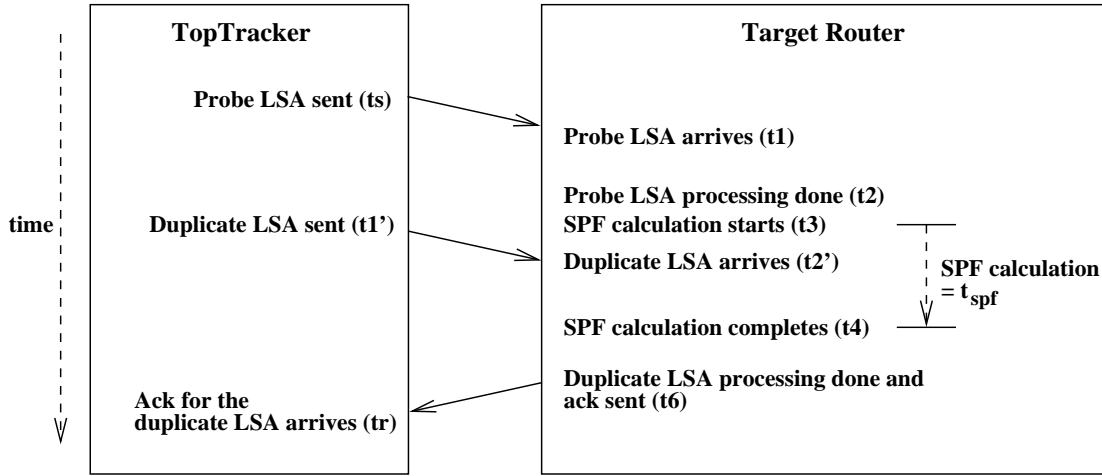 TopTracker
Target Router
Probe LSA sent (ts)
Probe LSA arrives (t1)
Probe LSA processing done (t2)
time
Duplicate LSA sent (t1')
SPF calculation starts (t3)
Duplicate LSA arrives (t2')
SPF calculation
= t_spf
SPF calculation completes (t4)
Duplicate LSA processing done and
ack sent (t6)
Ack for the
duplicate LSA arrives (tr)